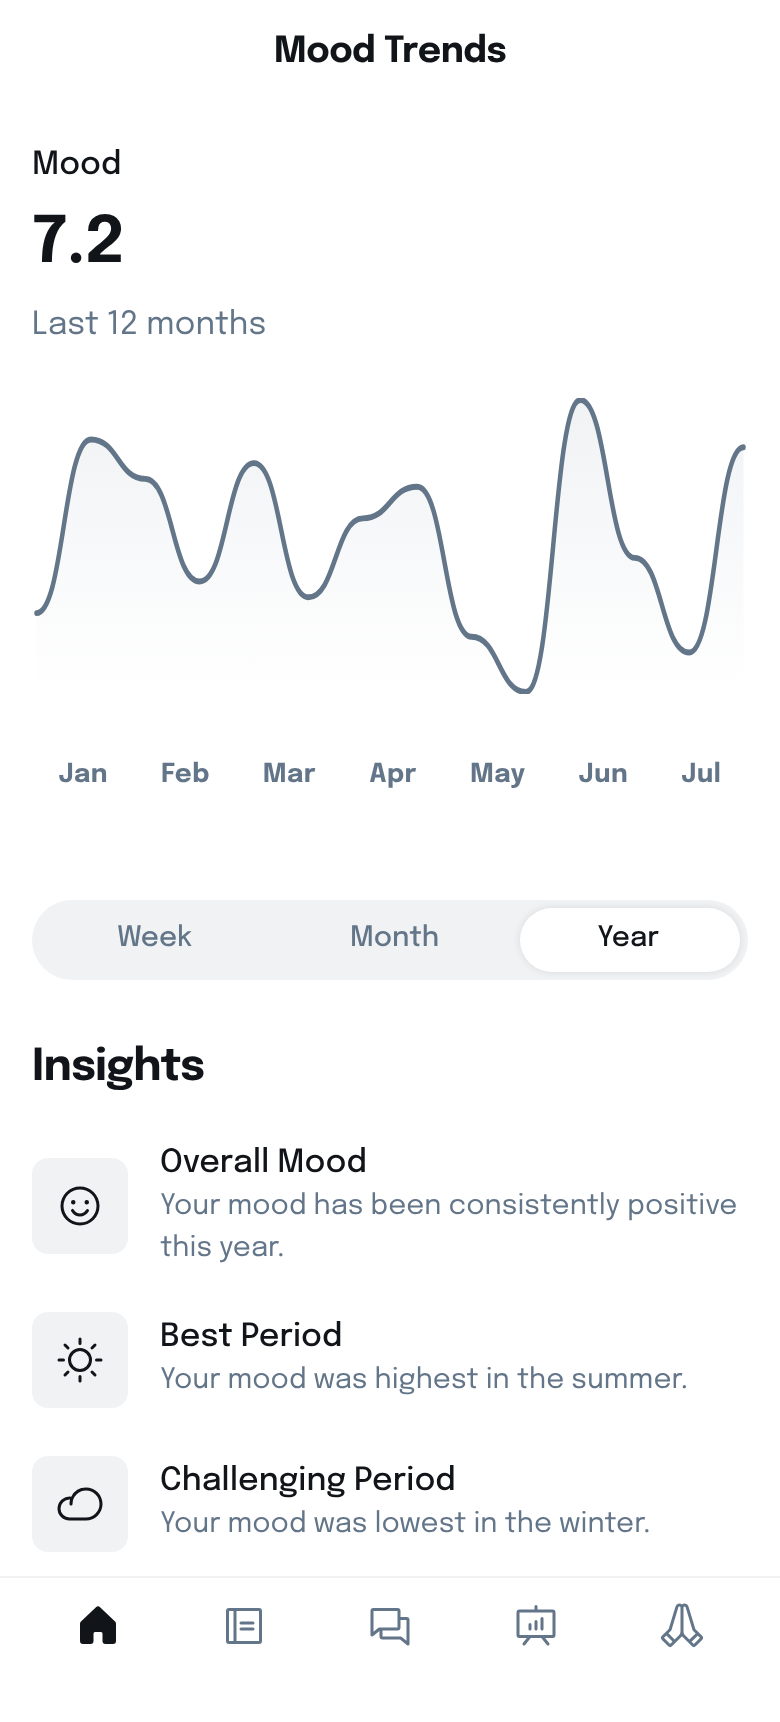 Mood Trends
Mood
7.2
Last 12 months
Jan Feb Mar Apr May Jun Jul
Week Month Year
Insights
Overall Mood
Your mood has been consistently positive
this year.
Best Period
Your mood was highest in the summer.
Challenging Period
Your mood was lowest in the winter.